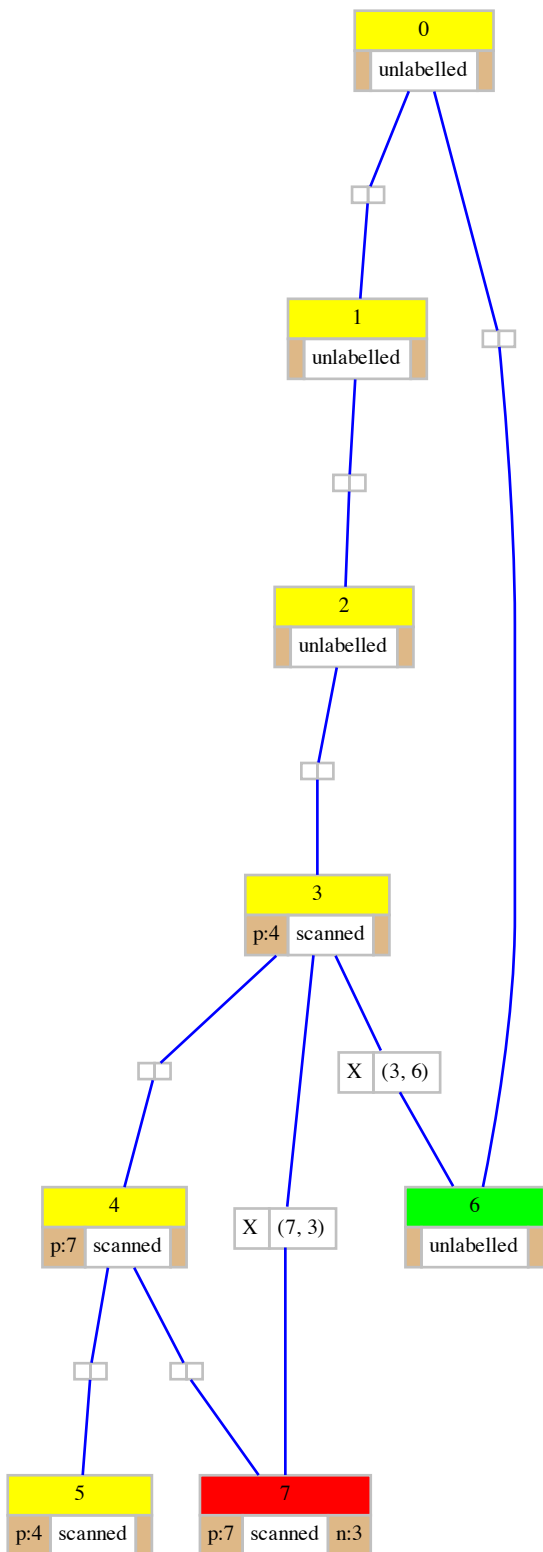 0
unlabelled
1
unlabelled
2
unlabelled
3
p:4 scanned
X (3, 6)
4
p:7 scanned
X (7, 3)
6
unlabelled
5
p:4 scanned
7
p:7 scanned n:3